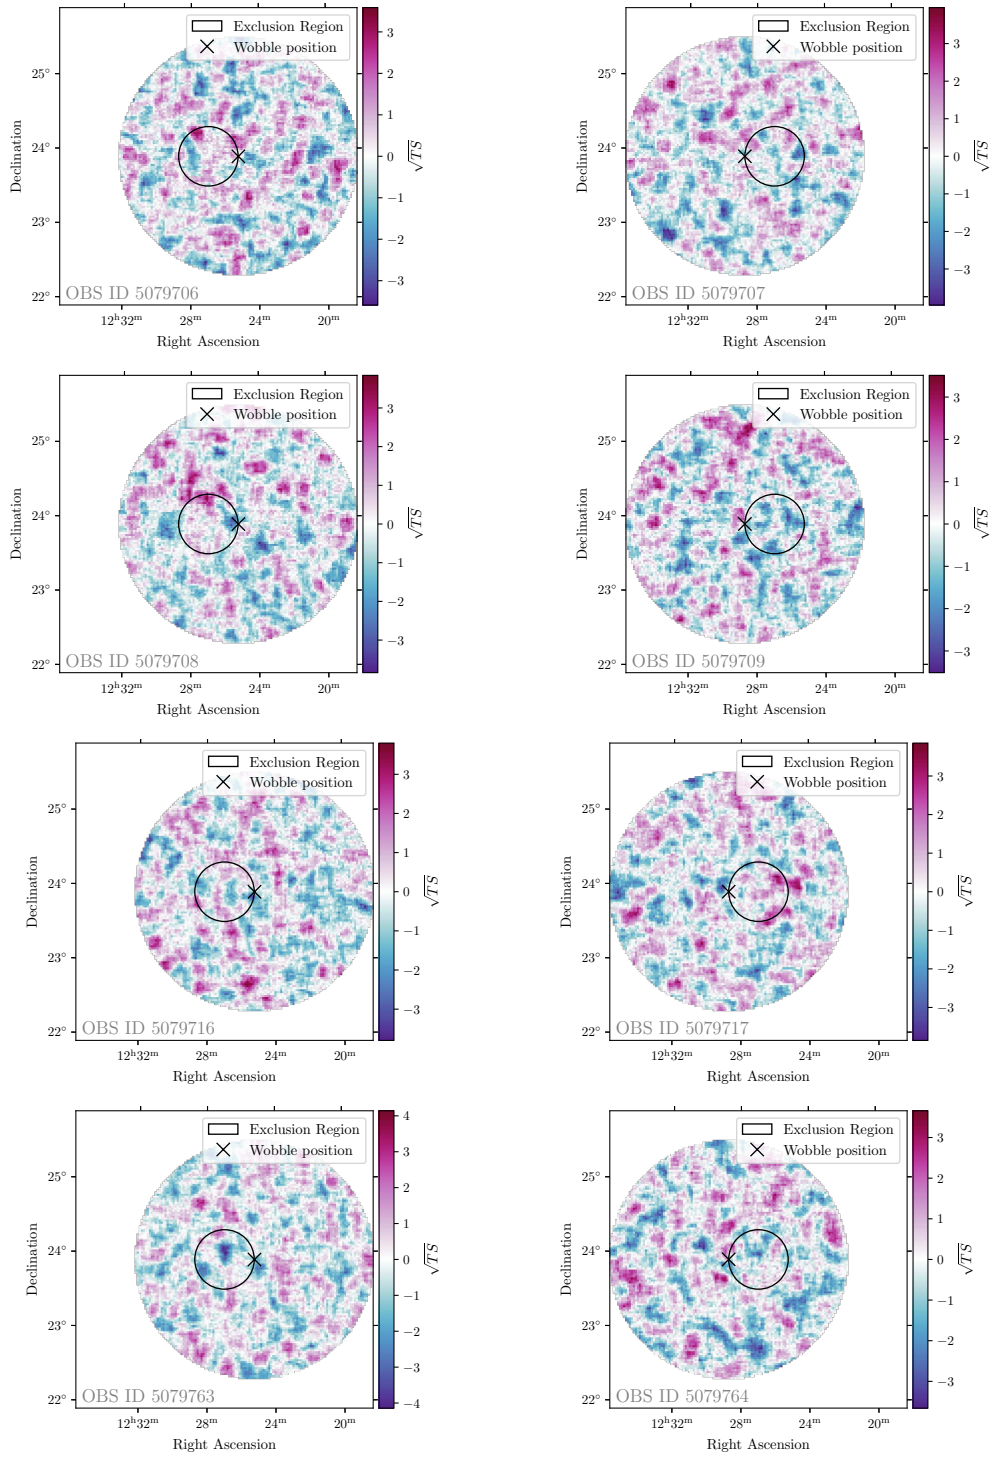 Exclusion Region
Wobble position
25°
24°
23°
22°
Declination
OBS ID 5079706
12ʰ32ᵐ 28ᵐ 24ᵐ 20ᵐ
Right Ascension
3
2
1
0
−1
−2
−3
√TS
Exclusion Region
Wobble position
25°
24°
23°
22°
Declination
OBS ID 5079707
12ʰ32ᵐ 28ᵐ 24ᵐ 20ᵐ
Right Ascension
3
2
1
0
−1
−2
−3
√TS
Exclusion Region
Wobble position
25°
24°
23°
22°
Declination
OBS ID 5079708
12ʰ32ᵐ 28ᵐ 24ᵐ 20ᵐ
Right Ascension
3
2
1
0
−1
−2
−3
√TS
Exclusion Region
Wobble position
25°
24°
23°
22°
Declination
OBS ID 5079709
12ʰ32ᵐ 28ᵐ 24ᵐ 20ᵐ
Right Ascension
3
2
1
0
−1
−2
−3
√TS
Exclusion Region
Wobble position
25°
24°
23°
22°
Declination
OBS ID 5079716
12ʰ32ᵐ 28ᵐ 24ᵐ 20ᵐ
Right Ascension
3
2
1
0
−1
−2
−3
√TS
Exclusion Region
Wobble position
25°
24°
23°
22°
Declination
OBS ID 5079717
12ʰ32ᵐ 28ᵐ 24ᵐ 20ᵐ
Right Ascension
3
2
1
0
−1
−2
−3
√TS
Exclusion Region
Wobble position
25°
24°
23°
22°
Declination
OBS ID 5079763
12ʰ32ᵐ 28ᵐ 24ᵐ 20ᵐ
Right Ascension
4
3
2
1
0
−1
−2
−3
−4
√TS
Exclusion Region
Wobble position
25°
24°
23°
22°
Declination
OBS ID 5079764
12ʰ32ᵐ 28ᵐ 24ᵐ 20ᵐ
Right Ascension
3
2
1
0
−1
−2
−3
√TS